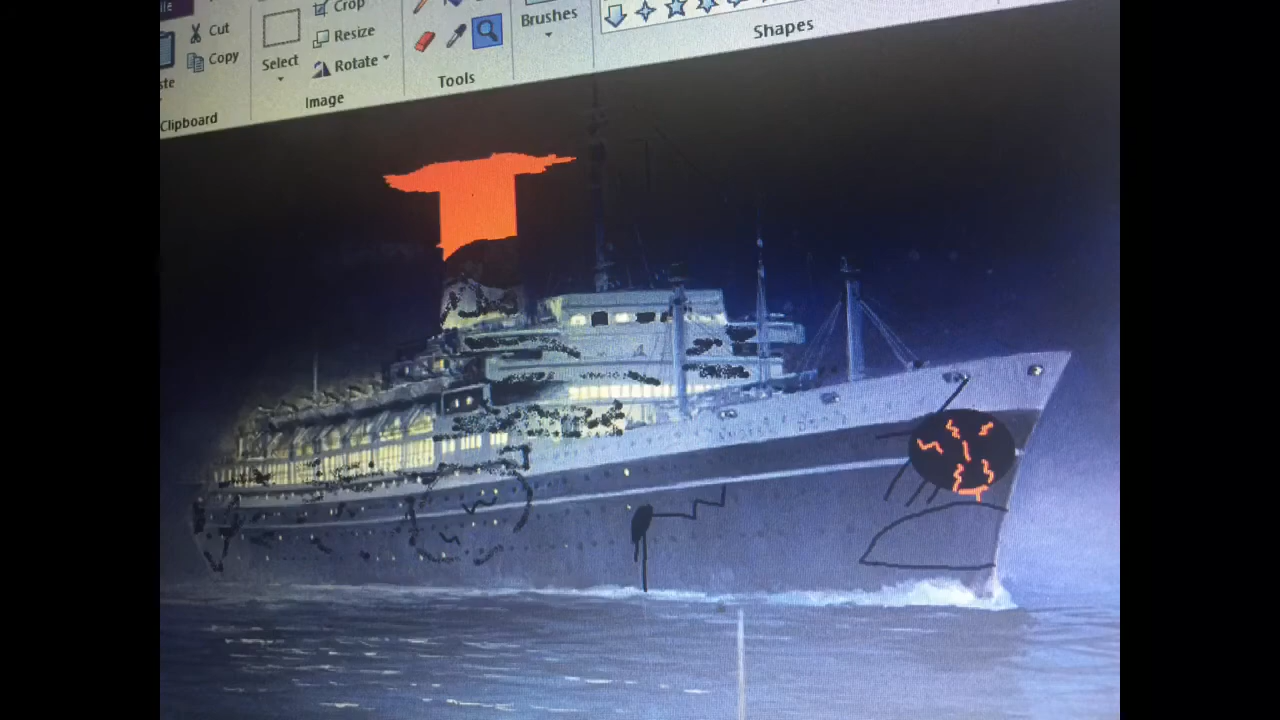 Cut
Copy
Clipboard
Select
Crop
Resize
Rotate
Image
Tools
Brushes
Shapes